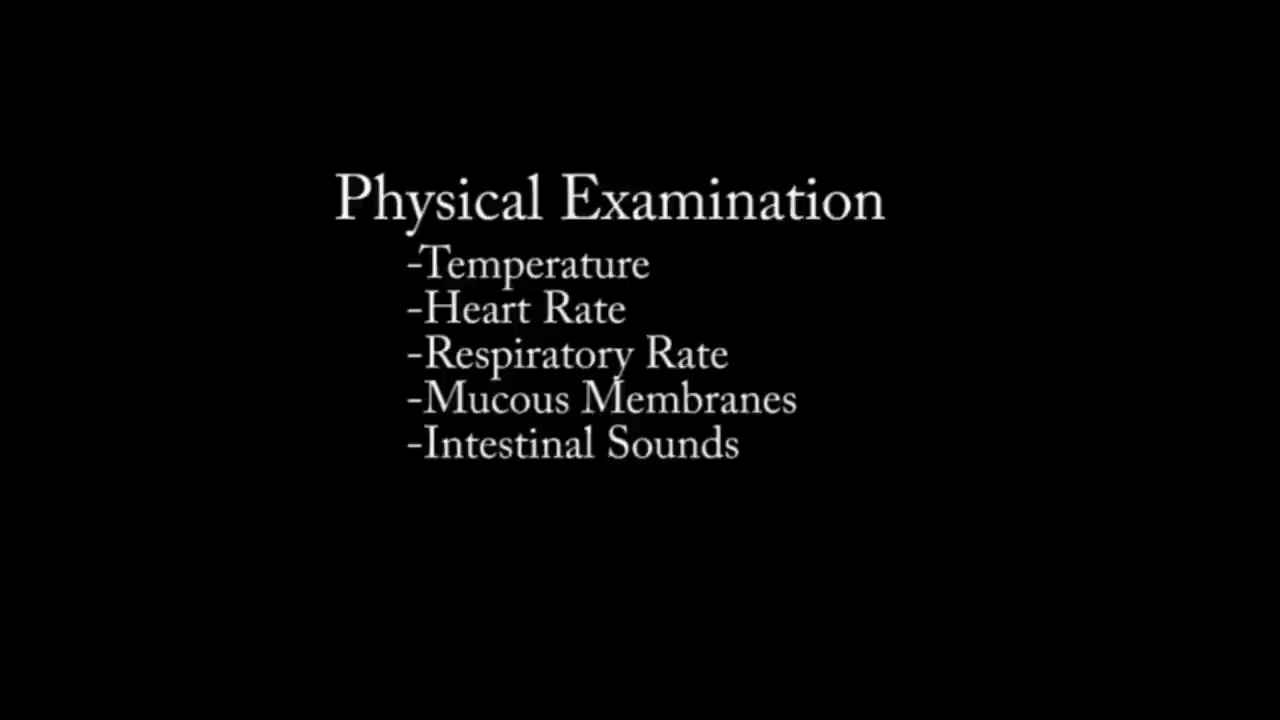 Physical Examination
-Temperature
-Heart Rate
-Respiratory Rate
-Mucous Membranes
-Intestinal Sounds